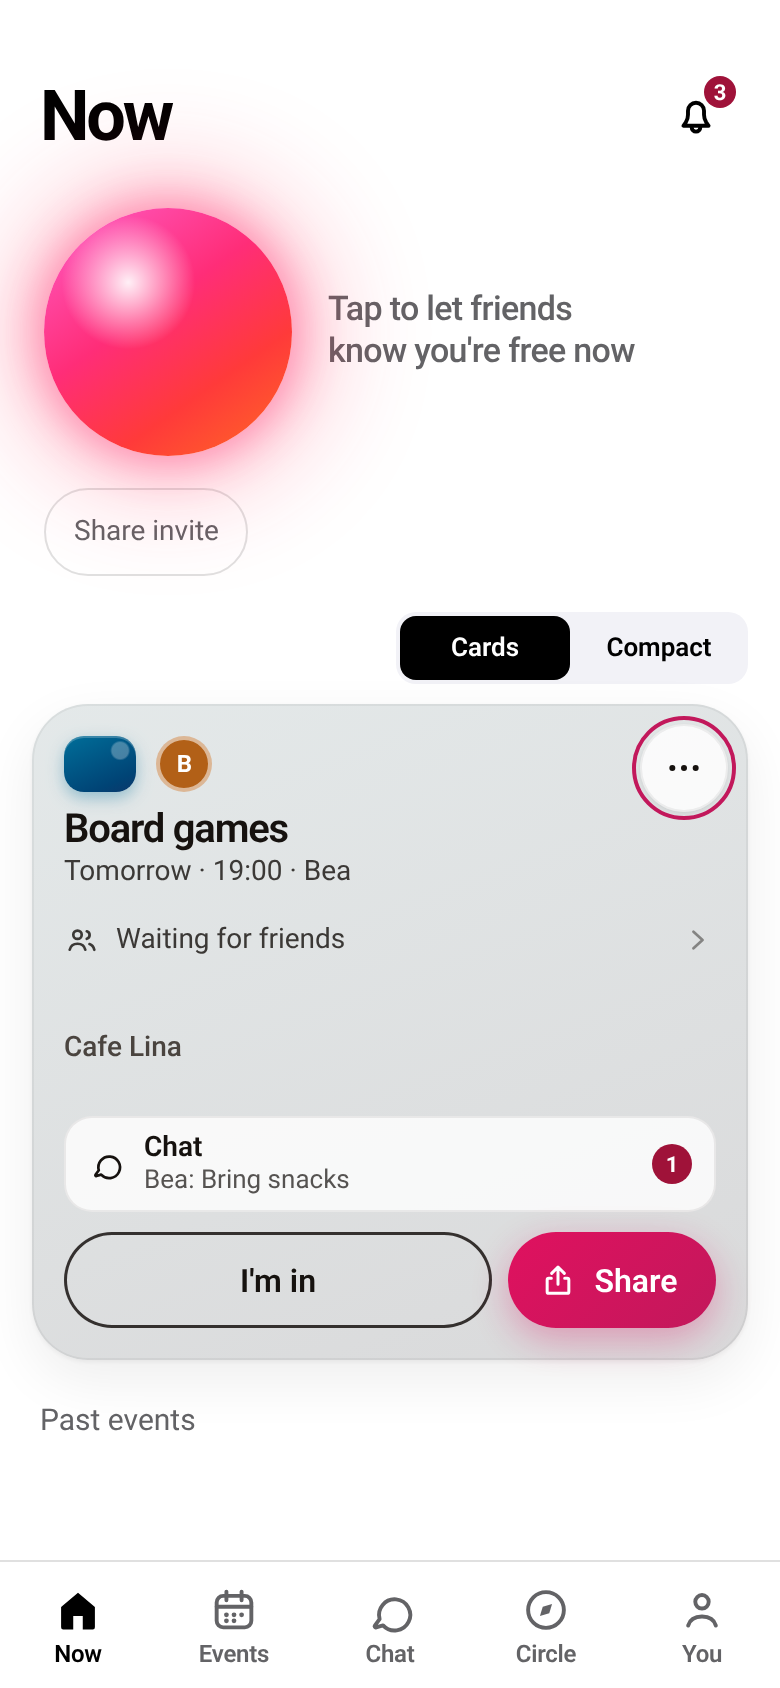 Now
3
Tap to let friends
know you're free now
Share invite
Cards
Compact
B
Board games
Tomorrow · 19:00 · Bea
Waiting for friends
Cafe Lina
Chat
Bea: Bring snacks
1
I'm in
Share
Past events
Now
Events
Chat
Circle
You